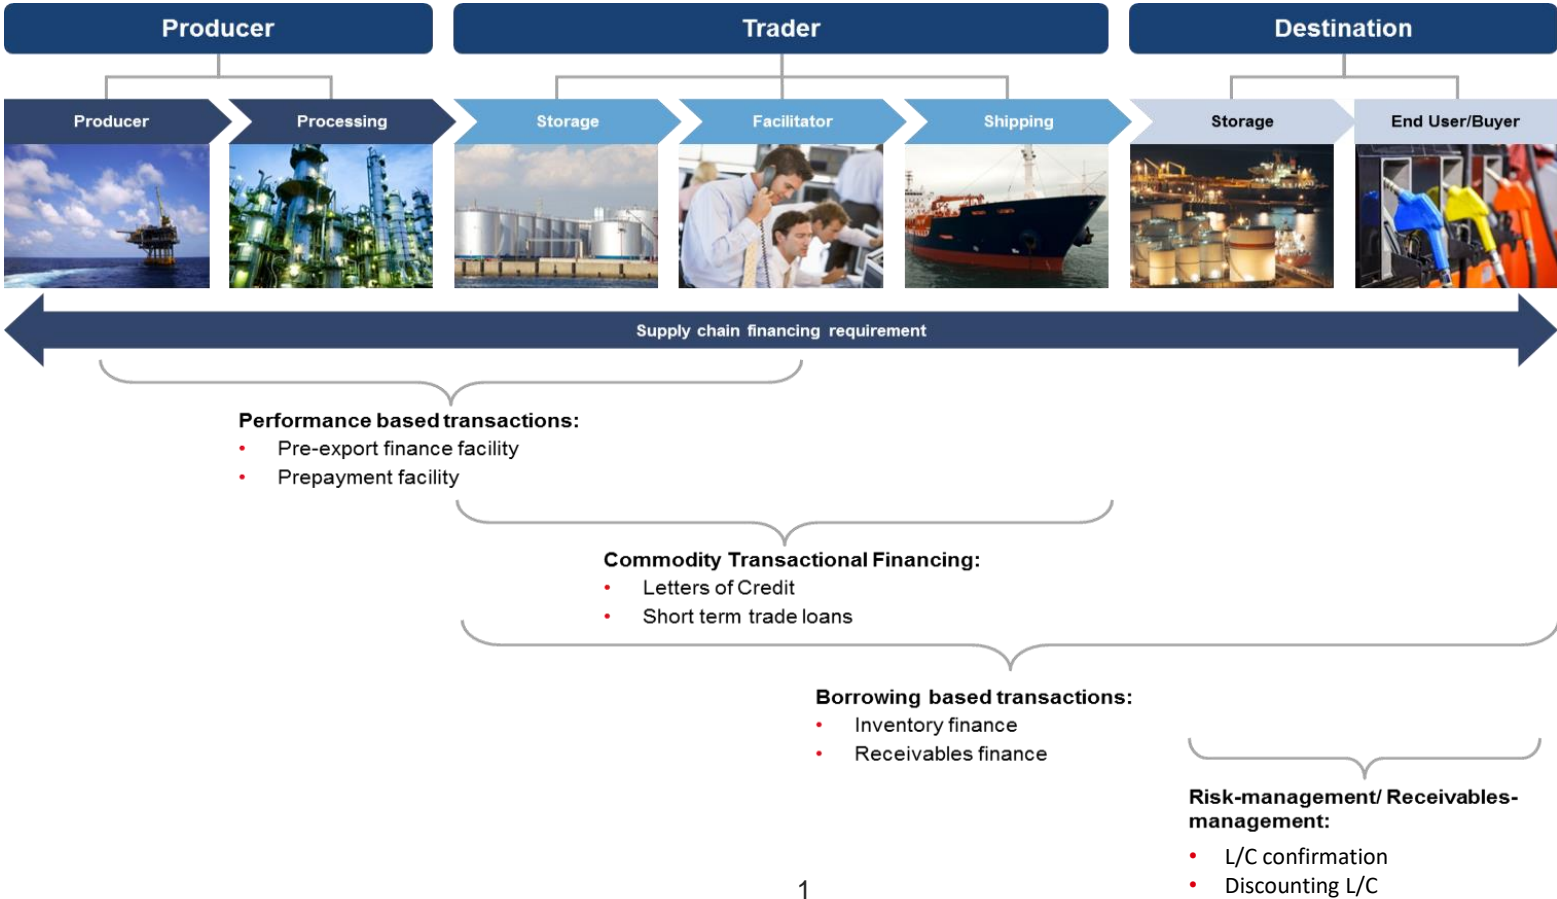 Producer
Trader
Destination
Producer
Processing
Storage
Facilitator
Shipping
Storage
End User/Buyer
Supply chain financing requirement
Performance based transactions:
• Pre-export finance facility
• Prepayment facility
Commodity Transactional Financing:
• Letters of Credit
• Short term trade loans
Borrowing based transactions:
• Inventory finance
• Receivables finance
Risk-management/ Receivables-
management:
• L/C confirmation
• Discounting L/C
1